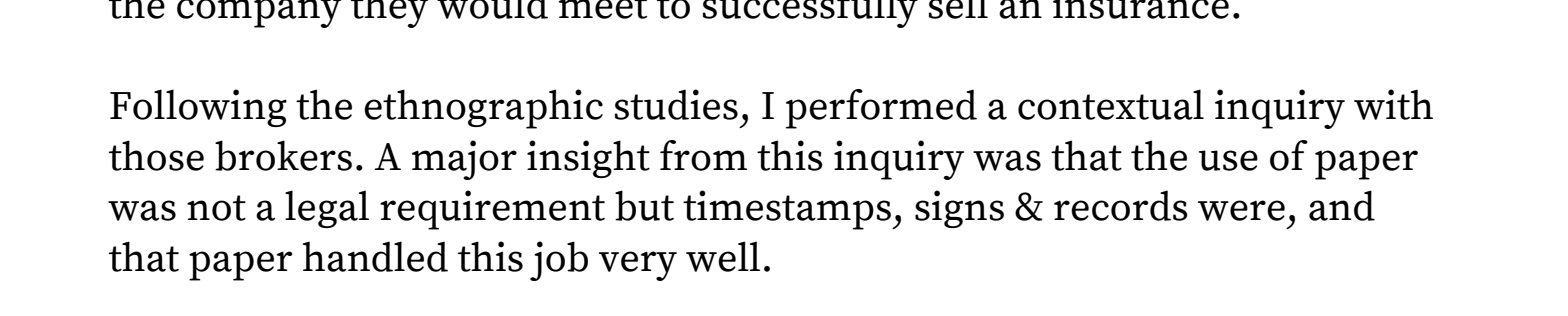 the company they would meet to successfully sell an insurance.
Following the ethnographic studies, I performed a contextual inquiry with
those brokers. A major insight from this inquiry was that the use of paper
was not a legal requirement but timestamps, signs & records were, and
that paper handled this job very well.